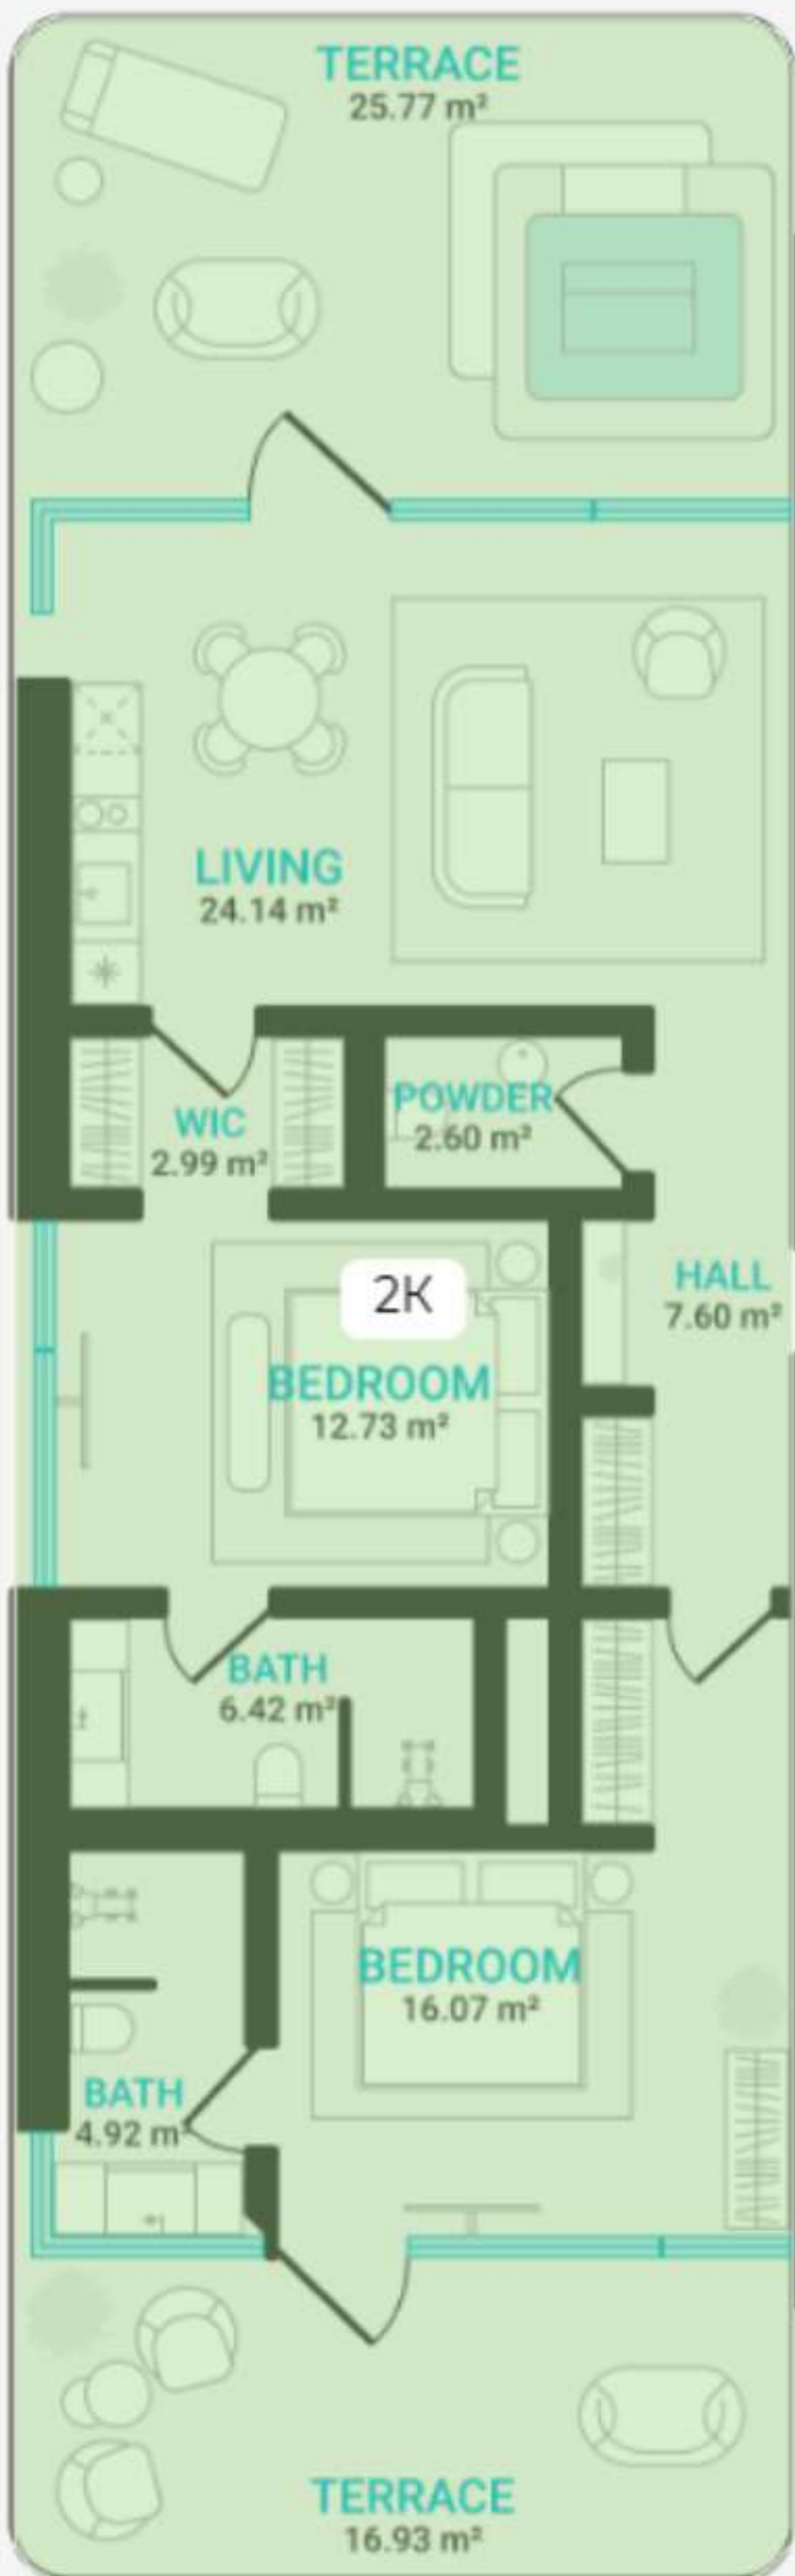 TERRACE
25.77 m²
LIVING
24.14 m²
WIC
2.99 m²
POWDER
2.60 m²
HALL
7.60 m²
2K
BEDROOM
12.73 m²
BATH
6.42 m²
BEDROOM
16.07 m²
BATH
4.92 m²
TERRACE
16.93 m²